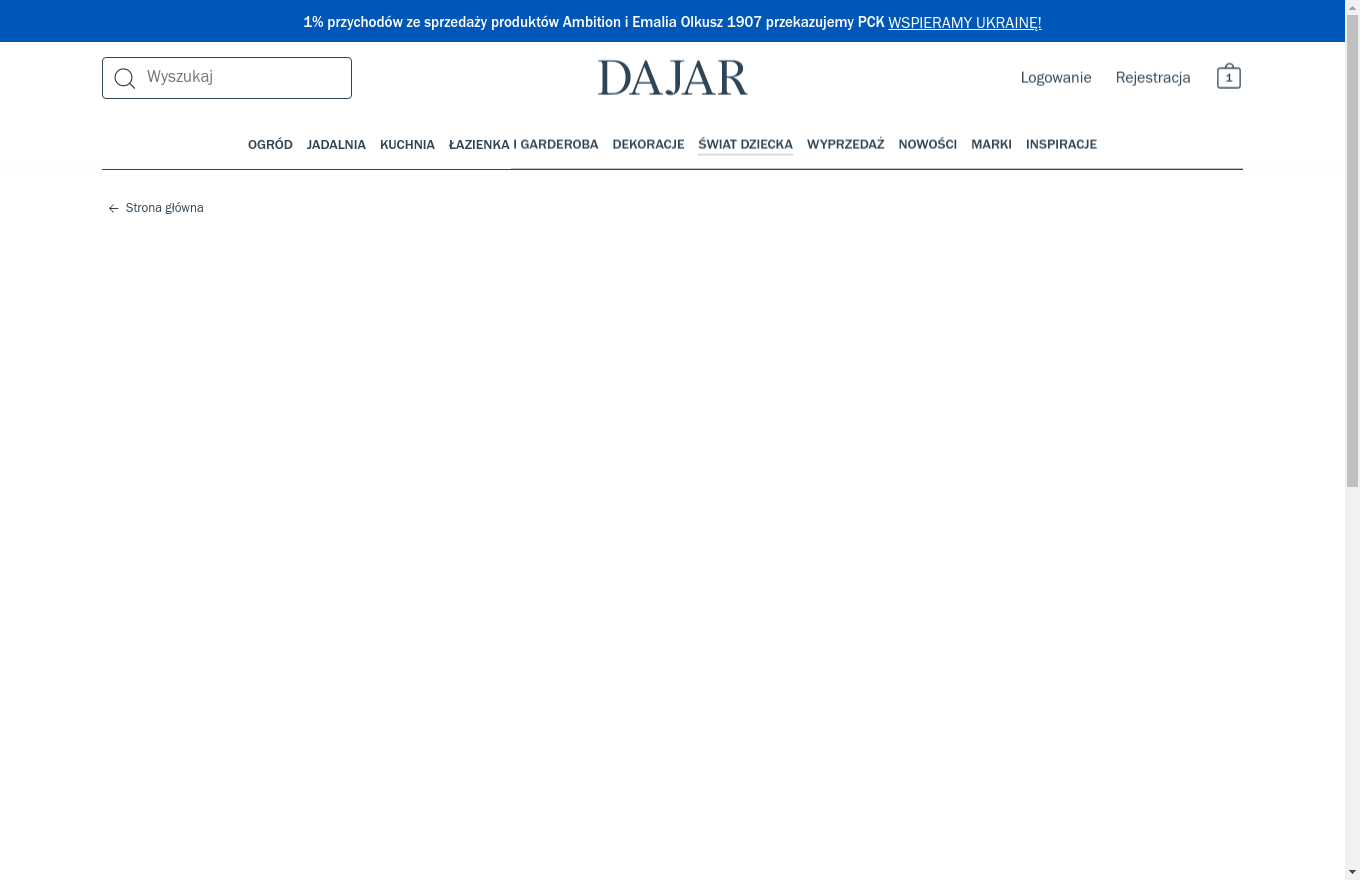 1% przychodów ze sprzedaży produktów Ambition i Emalia Olkusz 1907 przekazujemy PCK WSPIERAMY UKRAINĘ!
Wyszukaj
DAJAR
Logowanie Rejestracja 1
OGRÓD JADALNIA KUCHNIA ŁAZIENKA I GARDEROBA DEKORACJE ŚWIAT DZIECKA WYPRZEDAŻ NOWOŚCI MARKI INSPIRACJE
Strona główna